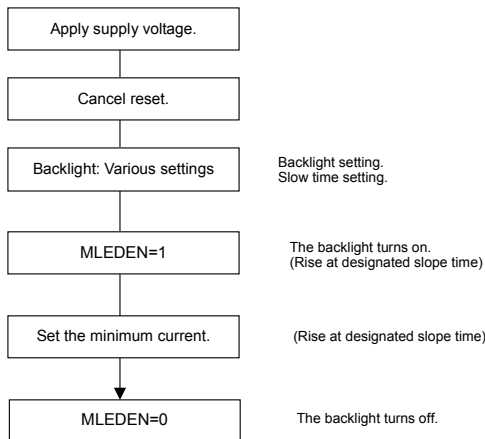 Apply supply voltage.
Cancel reset.
Backlight: Various settings
Backlight setting.
Slow time setting.
MLEDEN=1
The backlight turns on.
(Rise at designated slope time)
Set the minimum current.
(Rise at designated slope time)
MLEDEN=0
The backlight turns off.